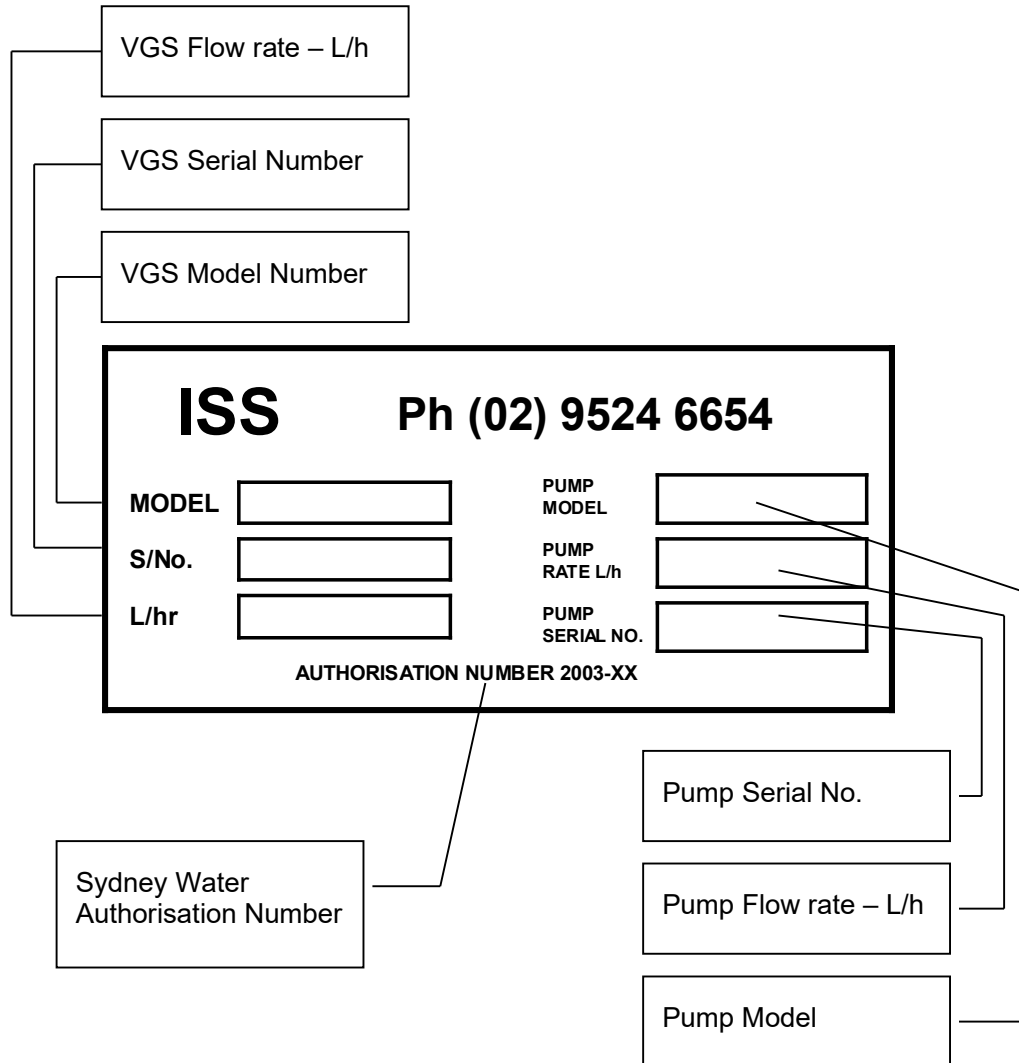 VGS Flow rate – L/h
VGS Serial Number
VGS Model Number
ISS Ph (02) 9524 6654
MODEL
S/No.
L/hr
PUMP
MODEL
PUMP
RATE L/h
PUMP
SERIAL NO.
AUTHORISATION NUMBER 2003-XX
Pump Serial No.
Sydney Water
Authorisation Number
Pump Flow rate – L/h
Pump Model